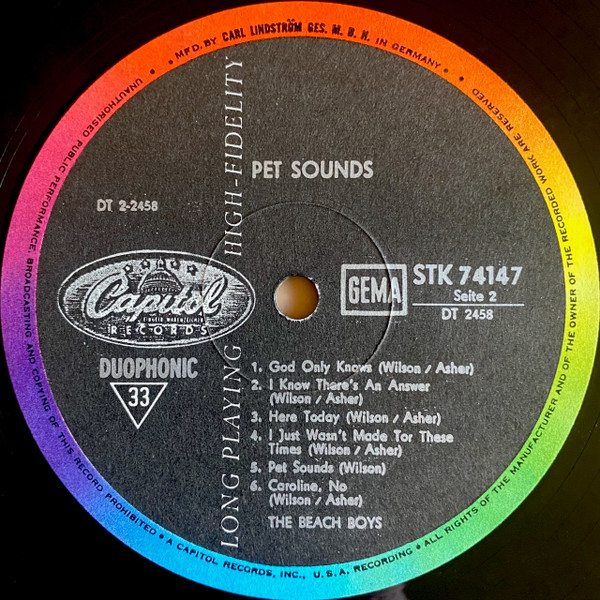 MFD. BY CARL LINDSTRÖM GES. M. B. H. IN GERMANY
UNAUTHORISED PUBLIC PERFORMANCE, BROADCASTING AND COPYING OF THIS RECORD PROHIBITED • A CAPITOL RECORDS, INC., U.S.A. RECORDING • ALL RIGHTS OF THE MANUFACTURER AND OF THE OWNER OF THE RECORDED WORK ARE RESERVED
LONG PLAYING HIGH-FIDELITY
PET SOUNDS
DT 2-2458
Capitol
RECORDS
GEMA
STK 74147
Seite 2
DT 2458
DUOPHONIC
33
1. God Only Knows (Wilson / Asher)
2. I Know There's An Answer
(Wilson / Asher)
3. Here Today (Wilson / Asher)
4. I Just Wasn't Made Tor These
Times (Wilson / Asher)
5. Pet Sounds (Wilson)
6. Caroline, No
(Wilson / Asher)
THE BEACH BOYS